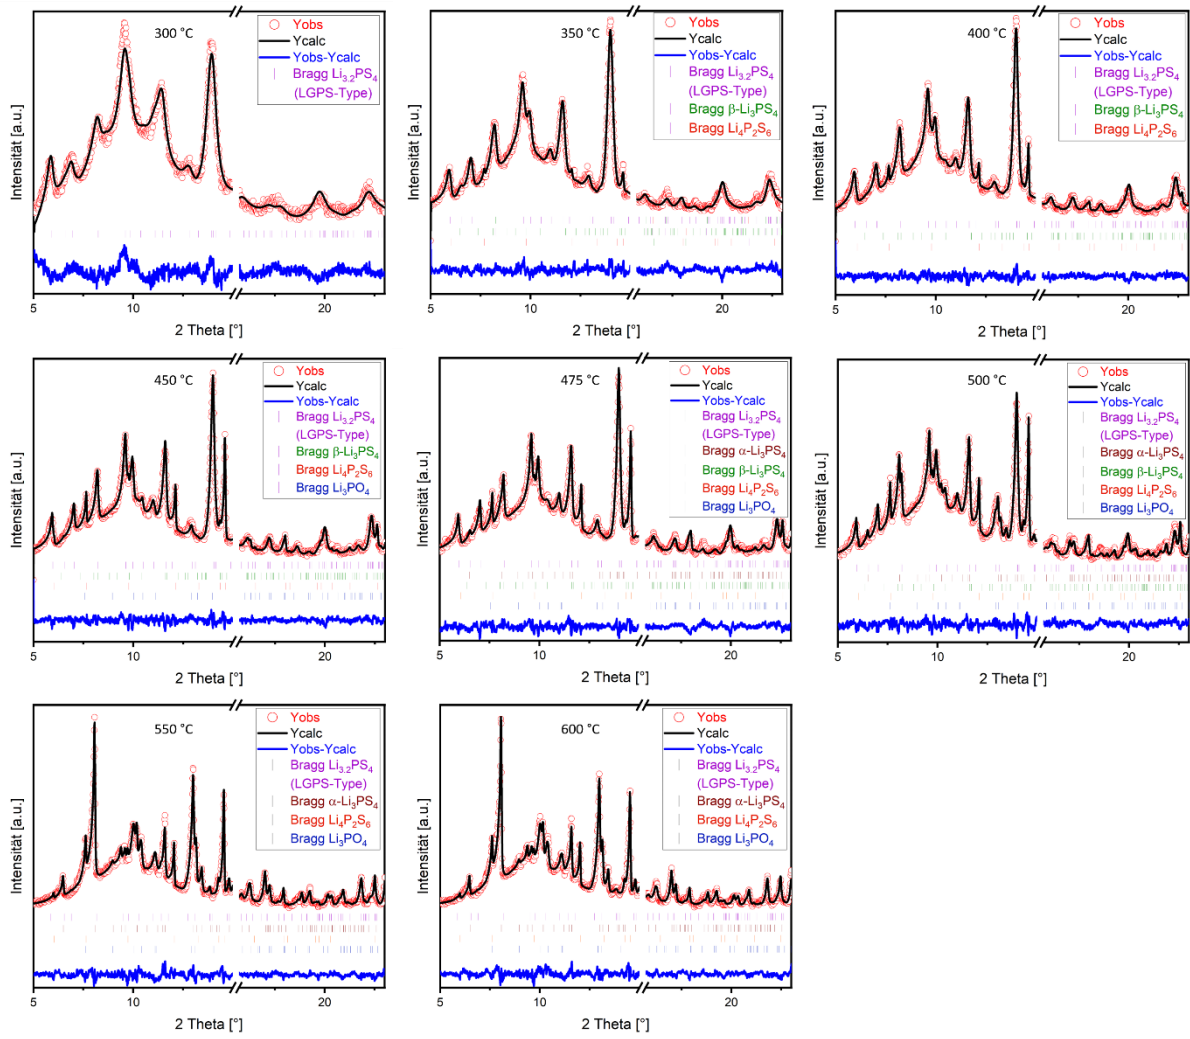 300 °C
Yobs
Ycalc
Yobs-Ycalc
Bragg Li3.2PS4
(LGPS-Type)
Intensität [a.u.]
5
10
20
2 Theta [°]
350 °C
Yobs
Ycalc
Yobs-Ycalc
Bragg Li3.2PS4
(LGPS-Type)
Bragg β-Li3PS4
Bragg Li4P2S6
Intensität [a.u.]
5
10
20
2 Theta [°]
400 °C
Yobs
Ycalc
Yobs-Ycalc
Bragg Li3.2PS4
(LGPS-Type)
Bragg β-Li3PS4
Bragg Li4P2S6
Intensität [a.u.]
5
10
20
2 Theta [°]
450 °C
Yobs
Ycalc
Yobs-Ycalc
Bragg Li3.2PS4
(LGPS-Type)
Bragg β-Li3PS4
Bragg Li4P2S6
Bragg Li3PO4
Intensität [a.u.]
5
10
20
2 Theta [°]
475 °C
Yobs
Ycalc
Yobs-Ycalc
Bragg Li3.2PS4
(LGPS-Type)
Bragg α-Li3PS4
Bragg β-Li3PS4
Bragg Li4P2S6
Bragg Li3PO4
Intensität [a.u.]
5
10
20
2 Theta [°]
500 °C
Yobs
Ycalc
Yobs-Ycalc
Bragg Li3.2PS4
(LGPS-Type)
Bragg α-Li3PS4
Bragg β-Li3PS4
Bragg Li4P2S6
Bragg Li3PO4
Intensität [a.u.]
5
10
20
2 Theta [°]
550 °C
Yobs
Ycalc
Yobs-Ycalc
Bragg Li3.2PS4
(LGPS-Type)
Bragg α-Li3PS4
Bragg Li4P2S6
Bragg Li3PO4
Intensität [a.u.]
5
10
20
2 Theta [°]
600 °C
Yobs
Ycalc
Yobs-Ycalc
Bragg Li3.2PS4
(LGPS-Type)
Bragg α-Li3PS4
Bragg Li4P2S6
Bragg Li3PO4
Intensität [a.u.]
5
10
20
2 Theta [°]